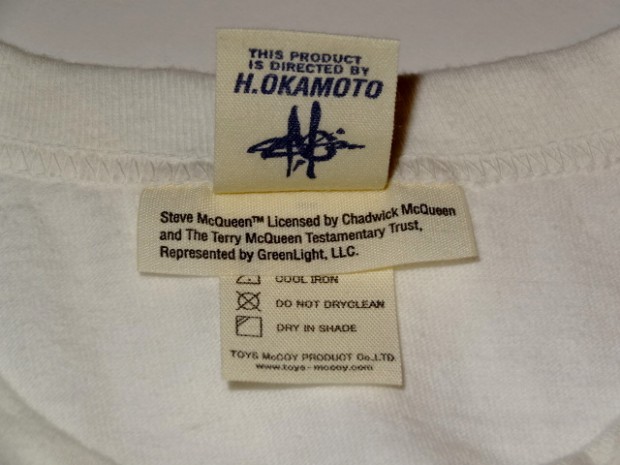 THIS PRODUCT
IS DIRECTED BY
H.OKAMOTO
Steve McQueen™ Licensed by Chadwick McQueen
and The Terry McQueen Testamentary Trust,
Represented by GreenLight, LLC.
COOL IRON
DO NOT DRYCLEAN
DRY IN SHADE
TOYS McCOY PRODUCT Co.,LTD
www.toys-mccoy.com